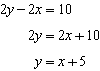 2y − 2x = 10
2y = 2x + 10
y = x + 5